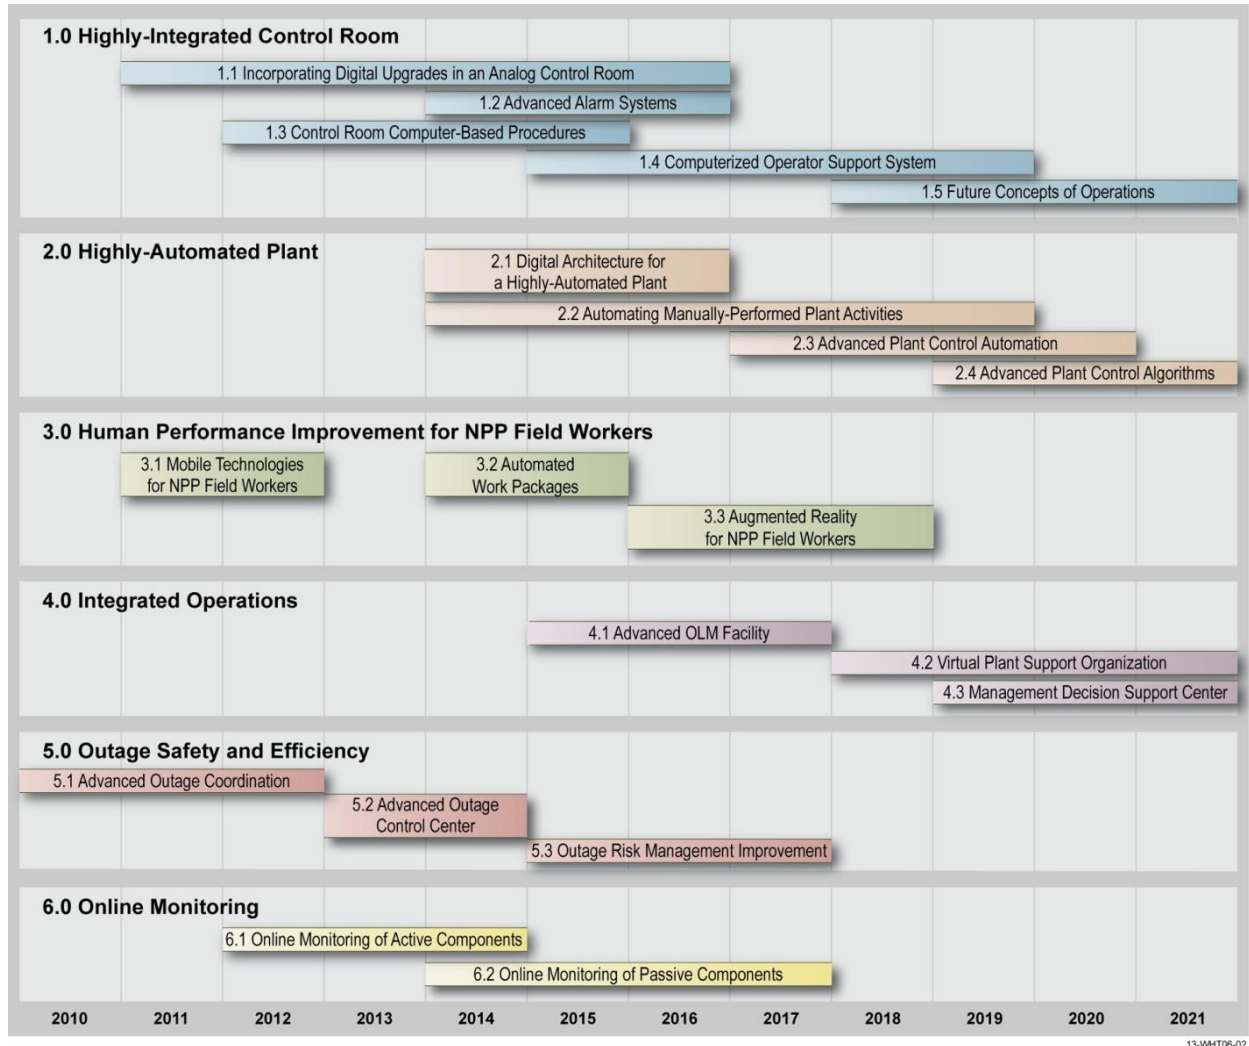 1.0 Highly-Integrated Control Room
1.1 Incorporating Digital Upgrades in an Analog Control Room
1.2 Advanced Alarm Systems
1.3 Control Room Computer-Based Procedures
1.4 Computerized Operator Support System
1.5 Future Concepts of Operations
2.0 Highly-Automated Plant
2.1 Digital Architecture for
a Highly-Automated Plant
2.2 Automating Manually-Performed Plant Activities
2.3 Advanced Plant Control Automation
2.4 Advanced Plant Control Algorithms
3.0 Human Performance Improvement for NPP Field Workers
3.1 Mobile Technologies
for NPP Field Workers
3.2 Automated
Work Packages
3.3 Augmented Reality
for NPP Field Workers
4.0 Integrated Operations
4.1 Advanced OLM Facility
4.2 Virtual Plant Support Organization
4.3 Management Decision Support Center
5.0 Outage Safety and Efficiency
5.1 Advanced Outage Coordination
5.2 Advanced Outage
Control Center
5.3 Outage Risk Management Improvement
6.0 Online Monitoring
6.1 Online Monitoring of Active Components
6.2 Online Monitoring of Passive Components
2010 2011 2012 2013 2014 2015 2016 2017 2018 2019 2020 2021
13-WHT06-02